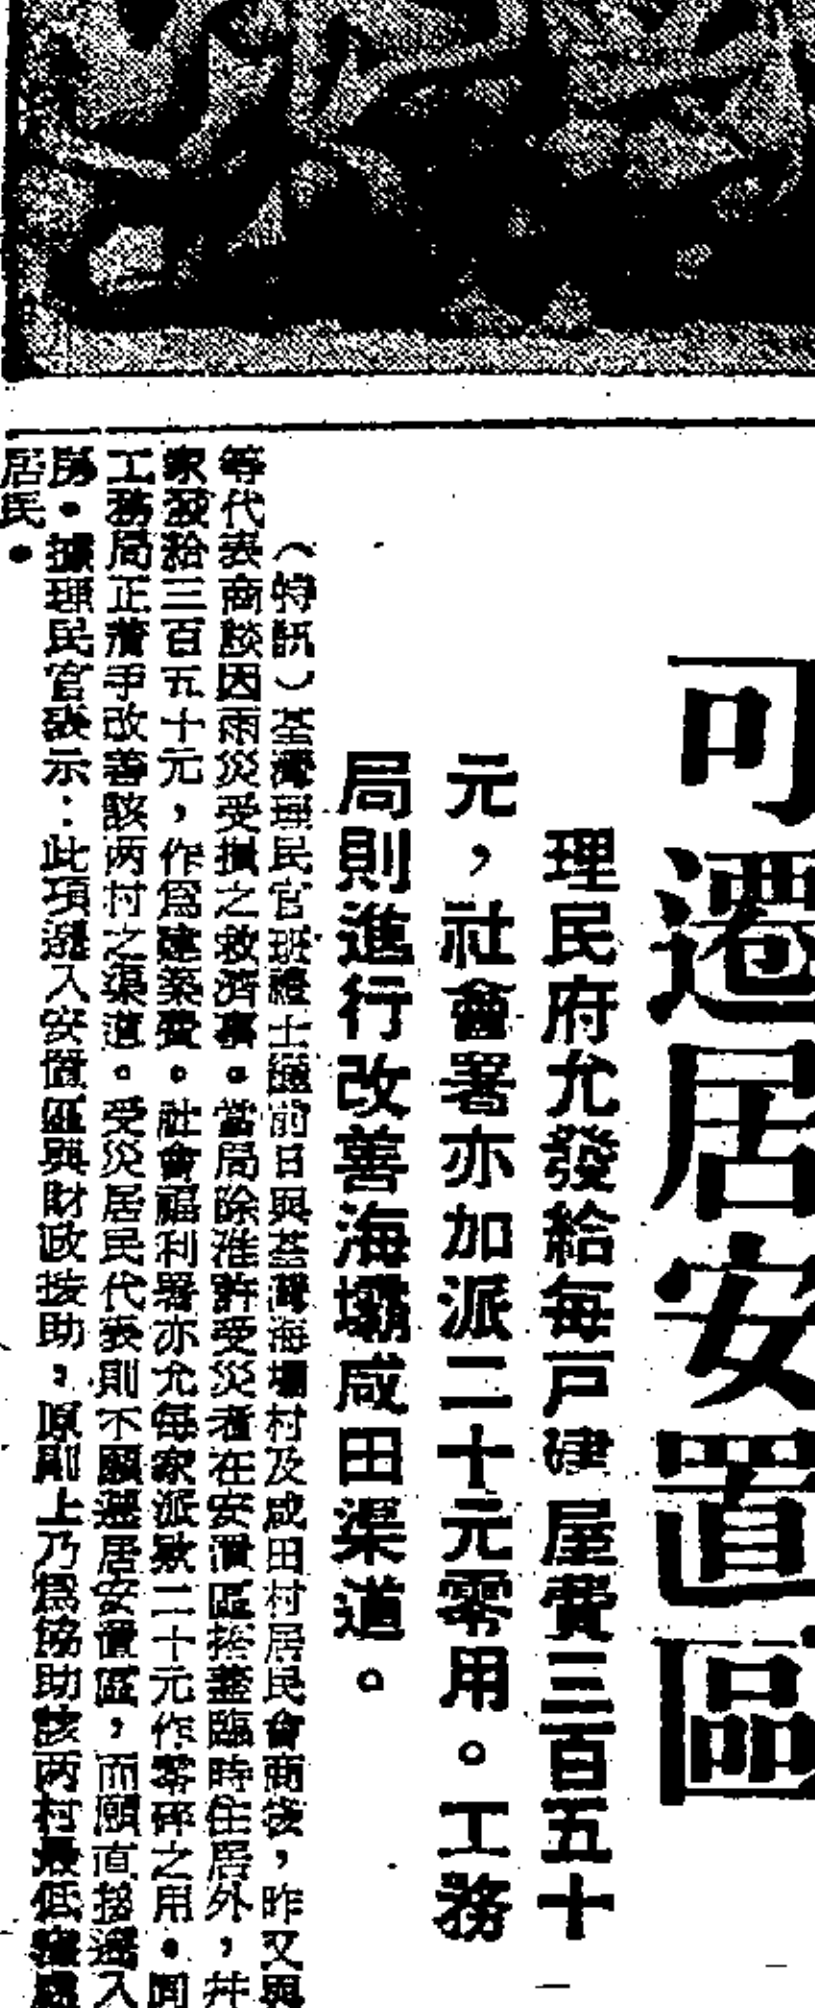 可遷居安置區
理民府允發給每戸建屋費三百五十
元，社會署亦加派二十元零用。工務
局則進行改善海壩咸田渠道。
（特訊）荃灣理民官班禮士繼前日與荃灣海壩村及咸田村居民會商後，昨又與
等代表商談因雨災受損之救濟事。當局除准許受災者在安置區搭蓋臨時住居外，幷
家發給三百五十元，作爲建築費。社會福利署亦允每家派欵二十元作零碎之用。同
工務局正着手改善該两村之渠道。受災居民代表則不願遷居安置區，而願直接遷入
房。據理民官表示：此項遷入安置區與財政援助，原則上乃爲協助該两村最低
居民。